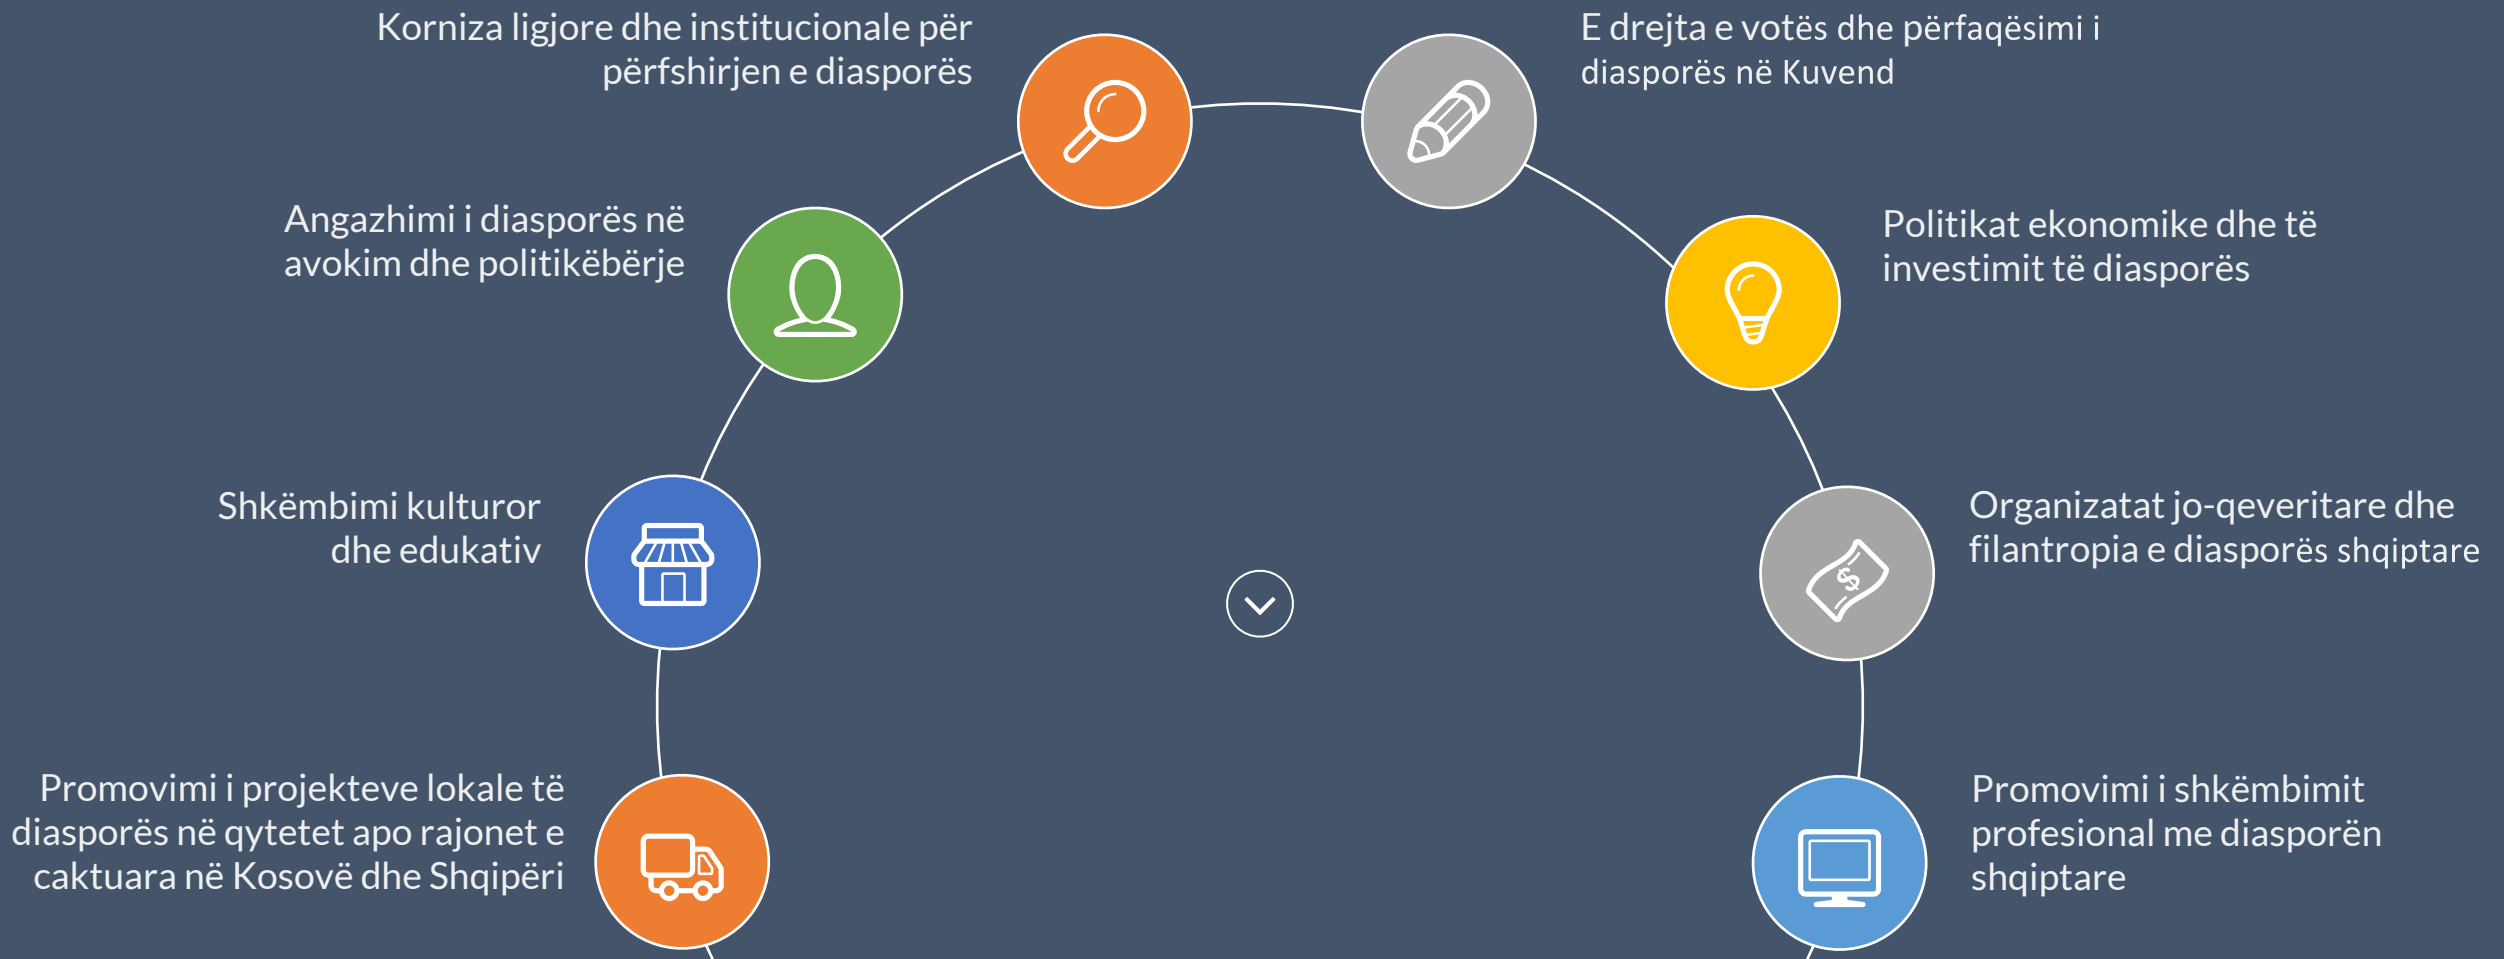 Korniza ligjore dhe institucionale për
përfshirjen e diasporës
E drejta e votës dhe përfaqësimi i
diasporës në Kuvend
Angazhimi i diasporës në
avokim dhe politikëbërje
Politikat ekonomike dhe të
investimit të diasporës
Shkëmbimi kulturor
dhe edukativ
Organizatat jo-qeveritare dhe
filantropia e diasporës shqiptare
Promovimi i projekteve lokale të
diasporës në qytetet apo rajonet e
caktuara në Kosovë dhe Shqipëri
Promovimi i shkëmbimit
profesional me diasporën
shqiptare
$